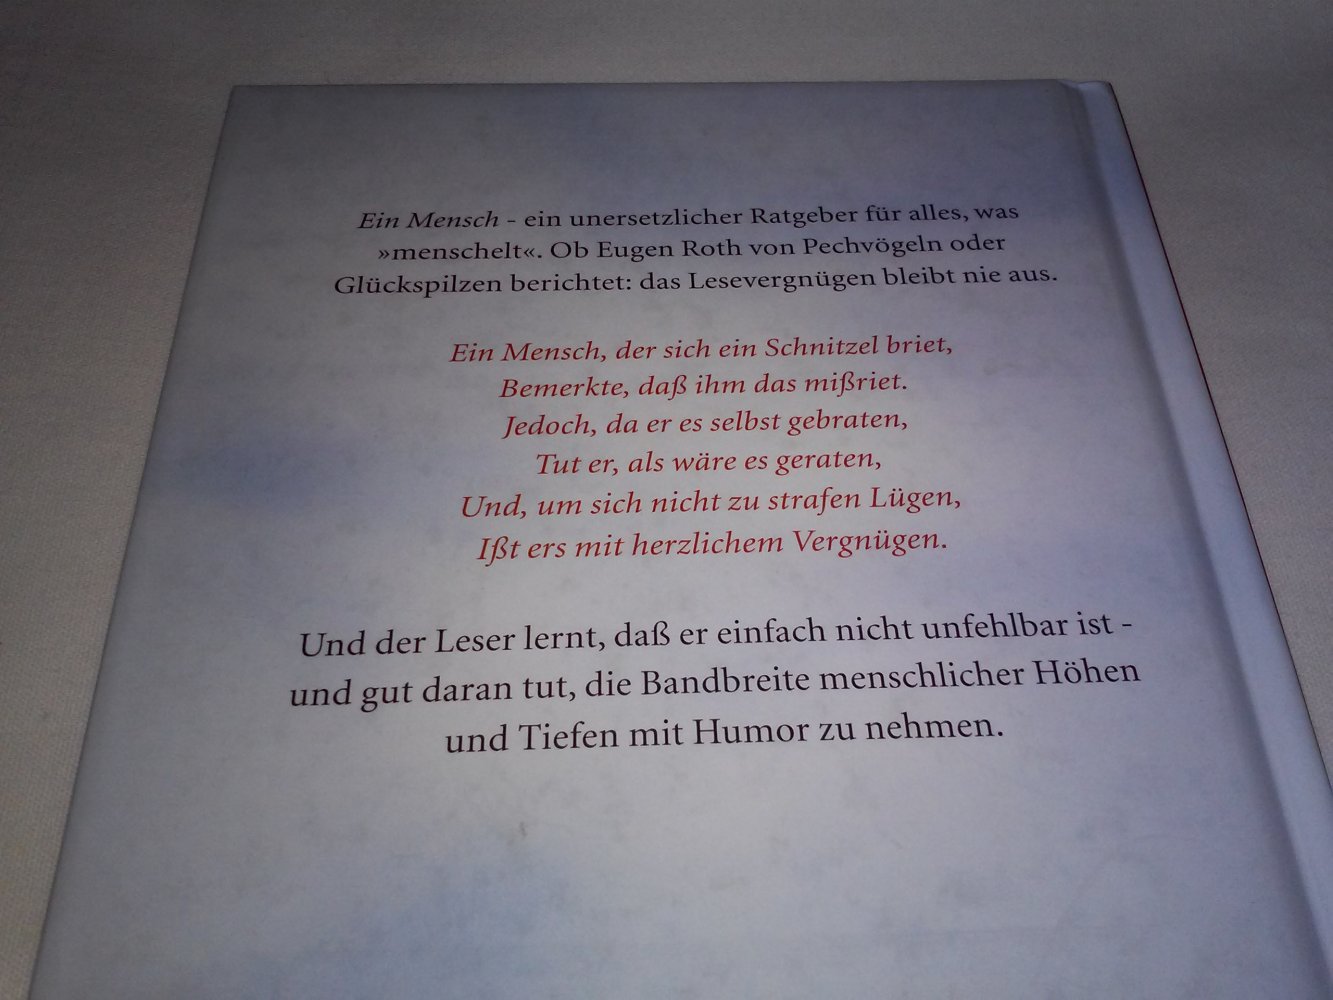 Ein Mensch - ein unersetzlicher Ratgeber für alles, was
»menschelt«. Ob Eugen Roth von Pechvögeln oder
Glückspilzen berichtet: das Lesevergnügen bleibt nie aus.
Ein Mensch, der sich ein Schnitzel briet,
Bemerkte, daß ihm das mißriet.
Jedoch, da er es selbst gebraten,
Tut er, als wäre es geraten,
Und, um sich nicht zu strafen Lügen,
Ißt ers mit herzlichem Vergnügen.
Und der Leser lernt, daß er einfach nicht unfehlbar ist -
und gut daran tut, die Bandbreite menschlicher Höhen
und Tiefen mit Humor zu nehmen.